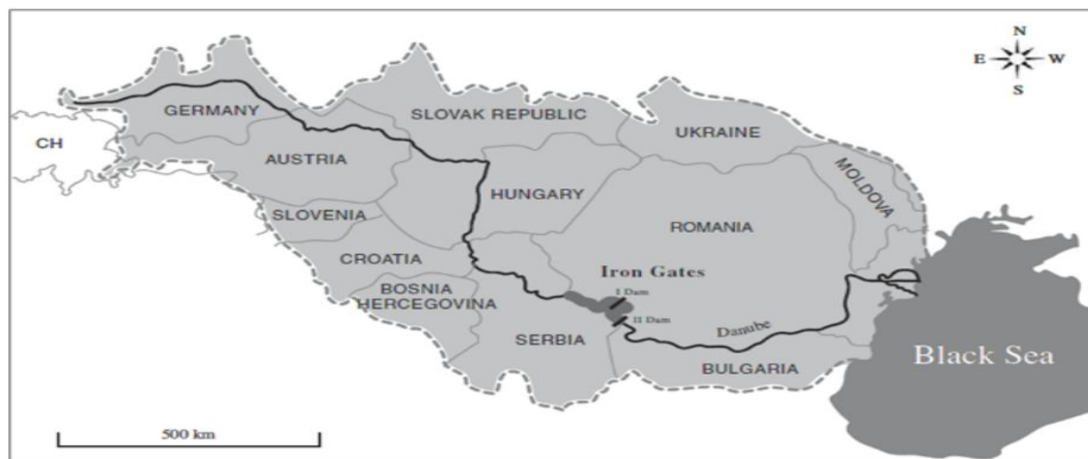 N
E W
S
GERMANY
SLOVAK REPUBLIC
UKRAINE
CH
AUSTRIA
MOLDOVA
HUNGARY
SLOVENIA
ROMANIA
CROATIA
Iron Gates
BOSNIA
HERCEGOVINA
I Dam
II Dam
Danube
SERBIA
BULGARIA
Black Sea
500 km